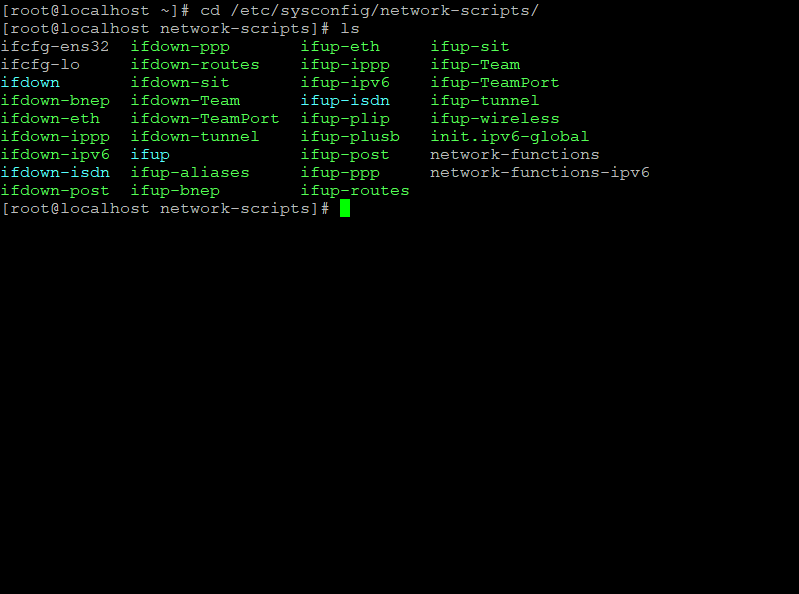 [root@localhost ~]# cd /etc/sysconfig/network-scripts/
[root@localhost network-scripts]# ls
ifcfg-ens32  ifdown-ppp       ifup-eth     ifup-sit
ifcfg-lo     ifdown-routes    ifup-ippp    ifup-Team
ifdown       ifdown-sit       ifup-ipv6    ifup-TeamPort
ifdown-bnep  ifdown-Team      ifup-isdn    ifup-tunnel
ifdown-eth   ifdown-TeamPort  ifup-plip    ifup-wireless
ifdown-ippp  ifdown-tunnel    ifup-plusb   init.ipv6-global
ifdown-ipv6  ifup             ifup-post    network-functions
ifdown-isdn  ifup-aliases     ifup-ppp     network-functions-ipv6
ifdown-post  ifup-bnep        ifup-routes
[root@localhost network-scripts]#